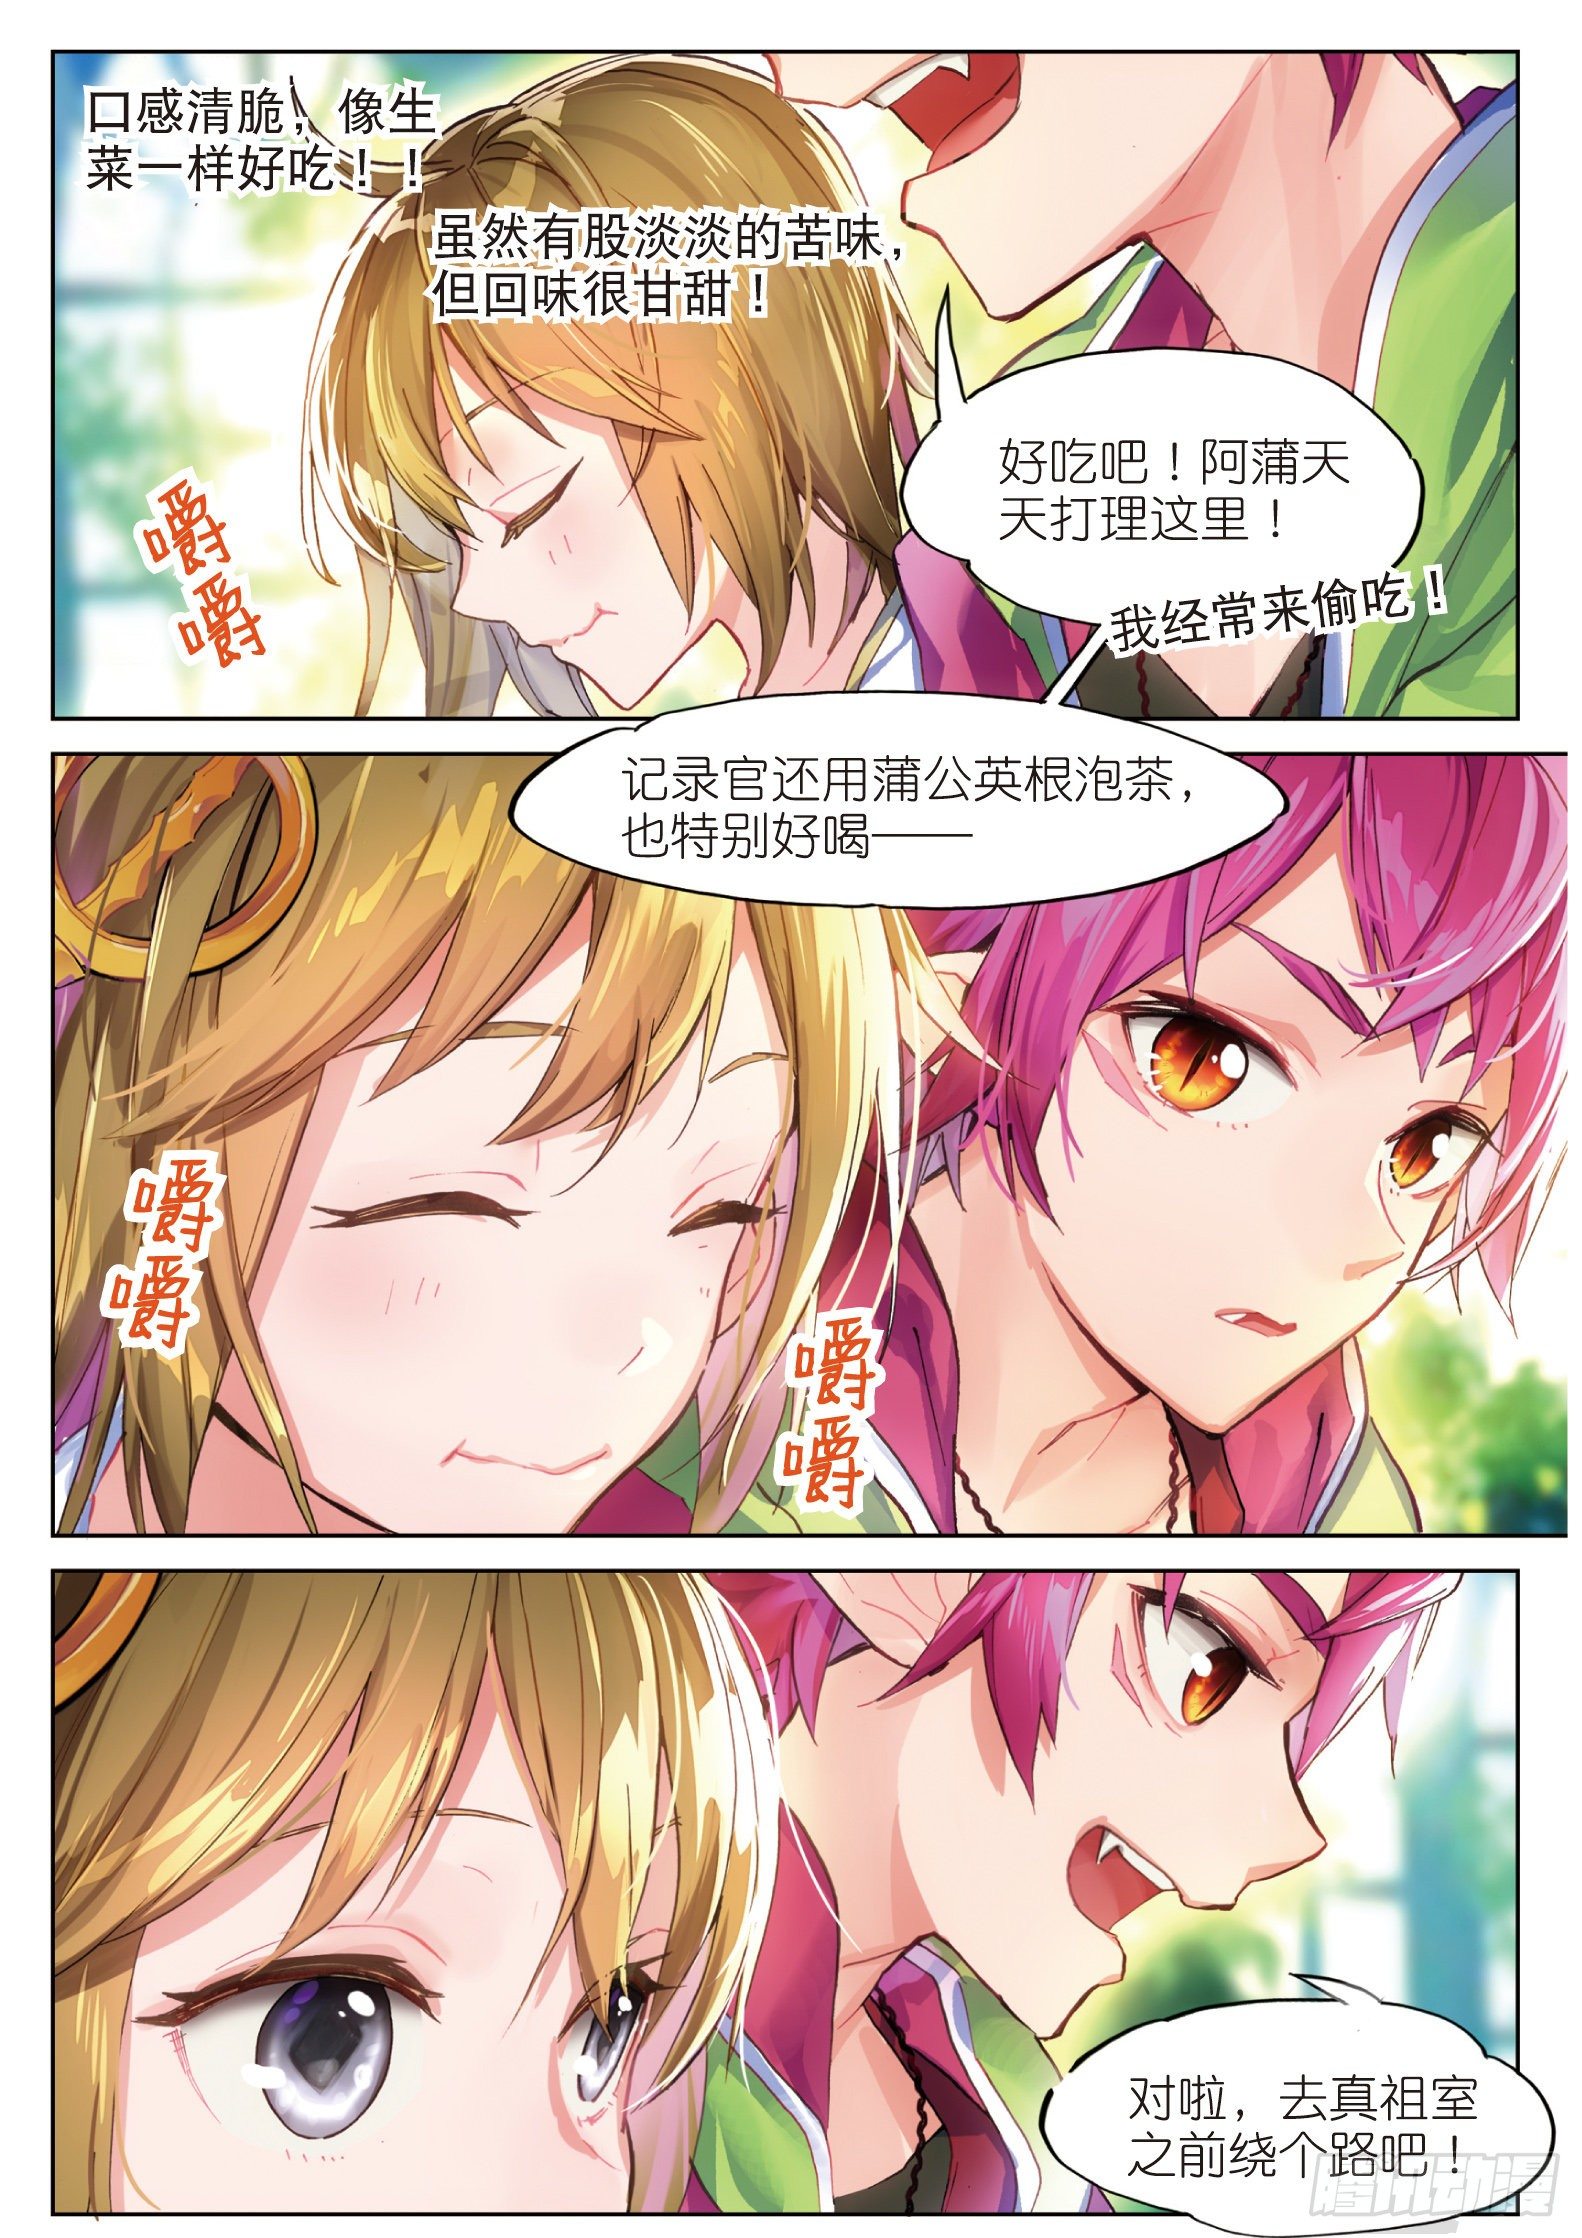 口感清脆，像生
菜一样好吃！！
虽然有股淡淡的苦味，
但回味很甘甜！
好吃吧！阿蒲天
天打理这里！
嚼
嚼
我经常来偷吃！
记录官还用蒲公英根泡茶，
也特别好喝——
嚼
嚼
嚼
嚼
对啦，去真祖室
之前绕个路吧！
腾讯动漫